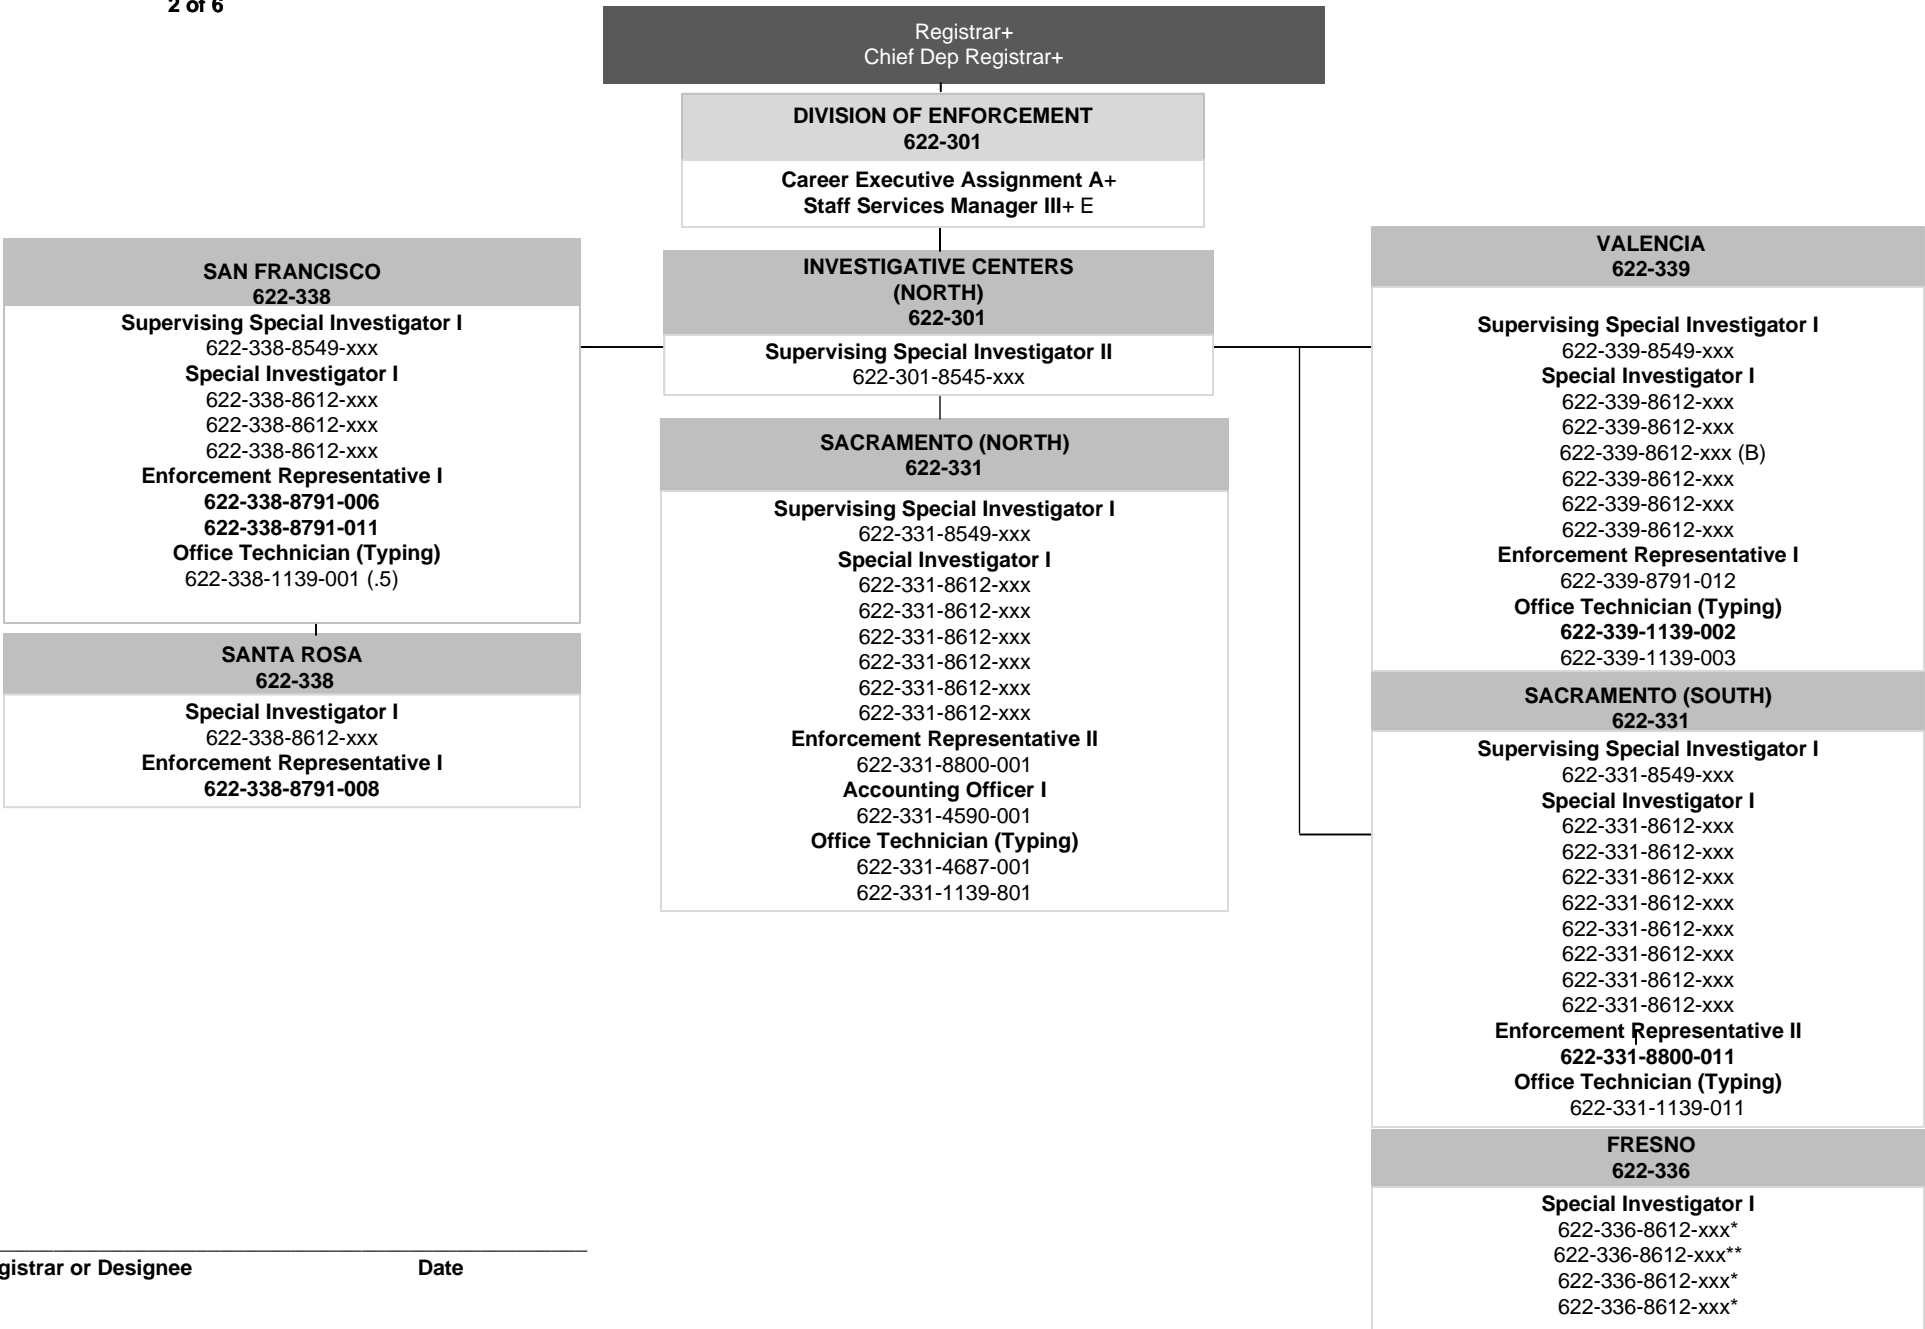 2 of 6
Registrar+
Chief Dep Registrar+
DIVISION OF ENFORCEMENT
622-301
Career Executive Assignment A+
Staff Services Manager III+ E
SAN FRANCISCO
622-338
Supervising Special Investigator I
622-338-8549-xxx
Special Investigator I
622-338-8612-xxx
622-338-8612-xxx
622-338-8612-xxx
Enforcement Representative I
622-338-8791-006
622-338-8791-011
Office Technician (Typing)
622-338-1139-001 (.5)
SANTA ROSA
622-338
Special Investigator I
622-338-8612-xxx
Enforcement Representative I
622-338-8791-008
INVESTIGATIVE CENTERS
(NORTH)
622-301
Supervising Special Investigator II
622-301-8545-xxx
SACRAMENTO (NORTH)
622-331
Supervising Special Investigator I
622-331-8549-xxx
Special Investigator I
622-331-8612-xxx
622-331-8612-xxx
622-331-8612-xxx
622-331-8612-xxx
622-331-8612-xxx
622-331-8612-xxx
Enforcement Representative II
622-331-8800-001
Accounting Officer I
622-331-4590-001
Office Technician (Typing)
622-331-4687-001
622-331-1139-801
VALENCIA
622-339
Supervising Special Investigator I
622-339-8549-xxx
Special Investigator I
622-339-8612-xxx
622-339-8612-xxx
622-339-8612-xxx (B)
622-339-8612-xxx
622-339-8612-xxx
622-339-8612-xxx
Enforcement Representative I
622-339-8791-012
Office Technician (Typing)
622-339-1139-002
622-339-1139-003
SACRAMENTO (SOUTH)
622-331
Supervising Special Investigator I
622-331-8549-xxx
Special Investigator I
622-331-8612-xxx
622-331-8612-xxx
622-331-8612-xxx
622-331-8612-xxx
622-331-8612-xxx
622-331-8612-xxx
622-331-8612-xxx
622-331-8612-xxx
Enforcement Representative II
622-331-8800-011
Office Technician (Typing)
622-331-1139-011
FRESNO
622-336
Special Investigator I
622-336-8612-xxx*
622-336-8612-xxx**
622-336-8612-xxx*
622-336-8612-xxx*
gistrar or Designee Date